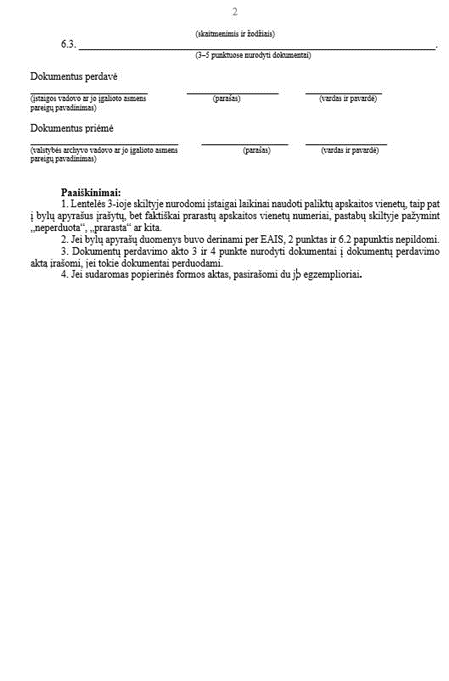 2
(skaitmenimis ir žodžiais)
6.3. .
(3–5 punktuose nurodyti dokumentai)
Dokumentus perdavė
(įstaigos vadovo ar jo įgalioto asmens (parašas) (vardas ir pavardė)
pareigų pavadinimas)
Dokumentus priėmė
(valstybės archyvo vadovo ar jo įgalioto asmens (parašas) (vardas ir pavardė)
pareigų pavadinimas)
Paaiškinimai:
1. Lentelės 3-ioje skiltyje nurodomi įstaigai laikinai naudoti paliktų apskaitos vienetų, taip pat
į bylų apyrašus įrašytų, bet faktiškai prarastų apskaitos vienetų numeriai, pastabų skiltyje pažymint
„neperduota“, „prarasta“ ar kita.
2. Jei bylų apyrašų duomenys buvo derinami per EAIS, 2 punktas ir 6.2 papunktis nepildomi.
3. Dokumentų perdavimo akto 3 ir 4 punkte nurodyti dokumentai į dokumentų perdavimo
aktą įrašomi, jei tokie dokumentai perduodami.
4. Jei sudaromas popierinės formos aktas, pasirašomi du jo egzemplioriai.